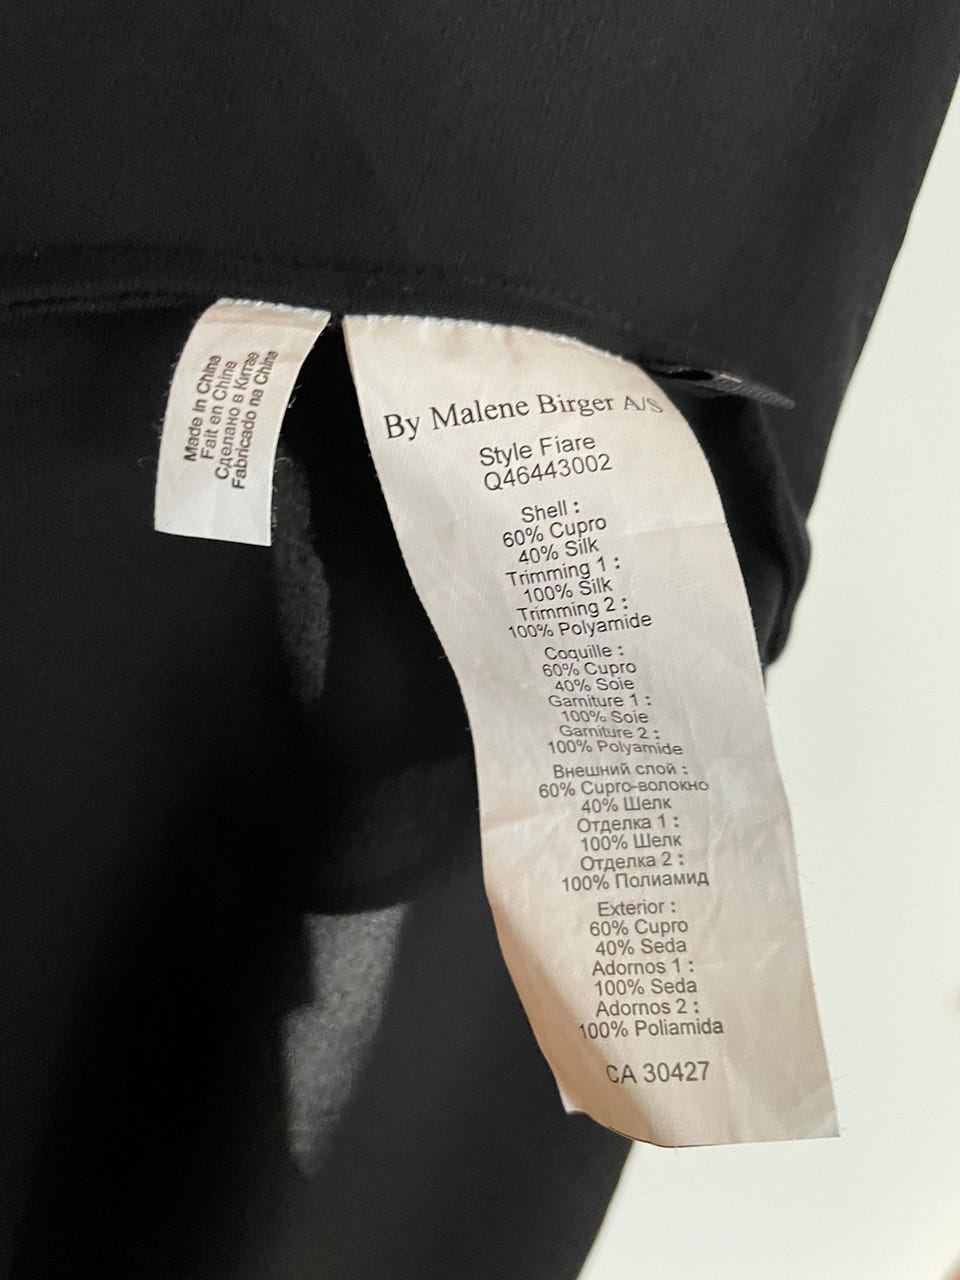 Made in China
Fait en Chine
Сделано в Китае
Fabricado na China
By Malene Birger A/S
Style Fiare
Q46443002
Shell :
60% Cupro
40% Silk
Trimming 1 :
100% Silk
Trimming 2 :
100% Polyamide
Coquille :
60% Cupro
40% Soie
Garniture 1 :
100% Soie
Garniture 2 :
100% Polyamide
Внешний слой :
60% Cupro-волокно
40% Шелк
Отделка 1 :
100% Шелк
Отделка 2 :
100% Полиамид
Exterior :
60% Cupro
40% Seda
Adornos 1 :
100% Seda
Adornos 2 :
100% Poliamida
CA 30427